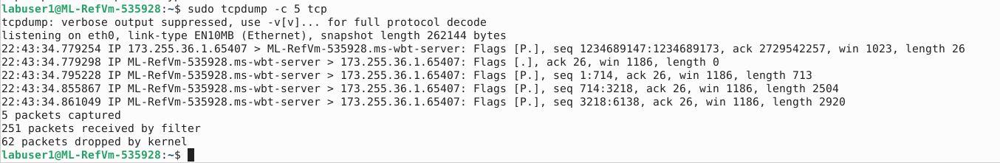 labuser1@ML-RefVm-535928:~$ sudo tcpdump -c 5 tcp
tcpdump: verbose output suppressed, use -v[v]... for full protocol decode
listening on eth0, link-type EN10MB (Ethernet), snapshot length 262144 bytes
22:43:34.779254 IP 173.255.36.1.65407 > ML-RefVm-535928.ms-wbt-server: Flags [P.], seq 1234689147:1234689173, ack 2729542257, win 1023, length 26
22:43:34.779298 IP ML-RefVm-535928.ms-wbt-server > 173.255.36.1.65407: Flags [.], ack 26, win 1186, length 0
22:43:34.795228 IP ML-RefVm-535928.ms-wbt-server > 173.255.36.1.65407: Flags [P.], seq 1:714, ack 26, win 1186, length 713
22:43:34.855867 IP ML-RefVm-535928.ms-wbt-server > 173.255.36.1.65407: Flags [P.], seq 714:3218, ack 26, win 1186, length 2504
22:43:34.861049 IP ML-RefVm-535928.ms-wbt-server > 173.255.36.1.65407: Flags [P.], seq 3218:6138, ack 26, win 1186, length 2920
5 packets captured
251 packets received by filter
62 packets dropped by kernel
labuser1@ML-RefVm-535928:~$